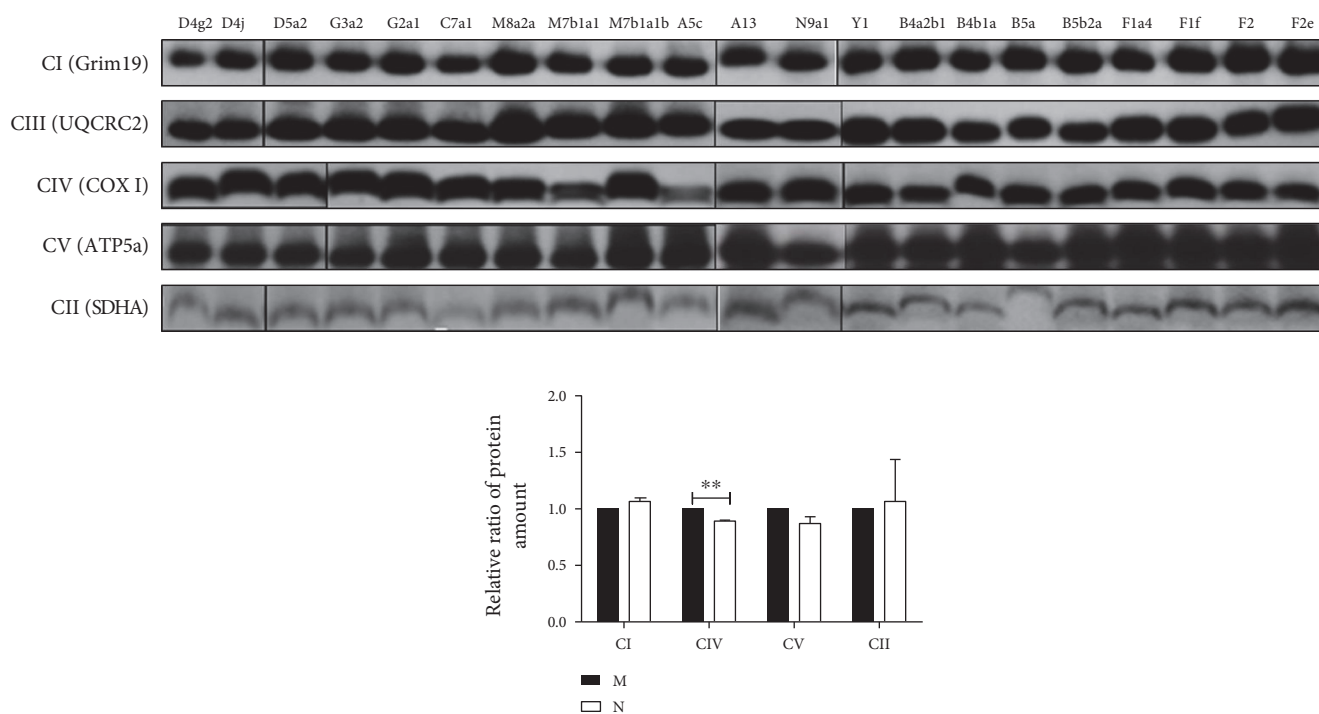 D4g2 D4j D5a2 G3a2 G2a1 C7a1 M8a2a M7b1a1 M7b1a1b A5c A13 N9a1 Y1 B4a2b1 B4b1a B5a B5b2a F1a4 F1f F2 F2e
CI (Grim19)
CIII (UQCRC2)
CIV (COX I)
CV (ATP5a)
CII (SDHA)
Relative ratio of protein
amount
2.0
1.5
1.0
0.5
0.0
**
CI CIV CV CII
M
N